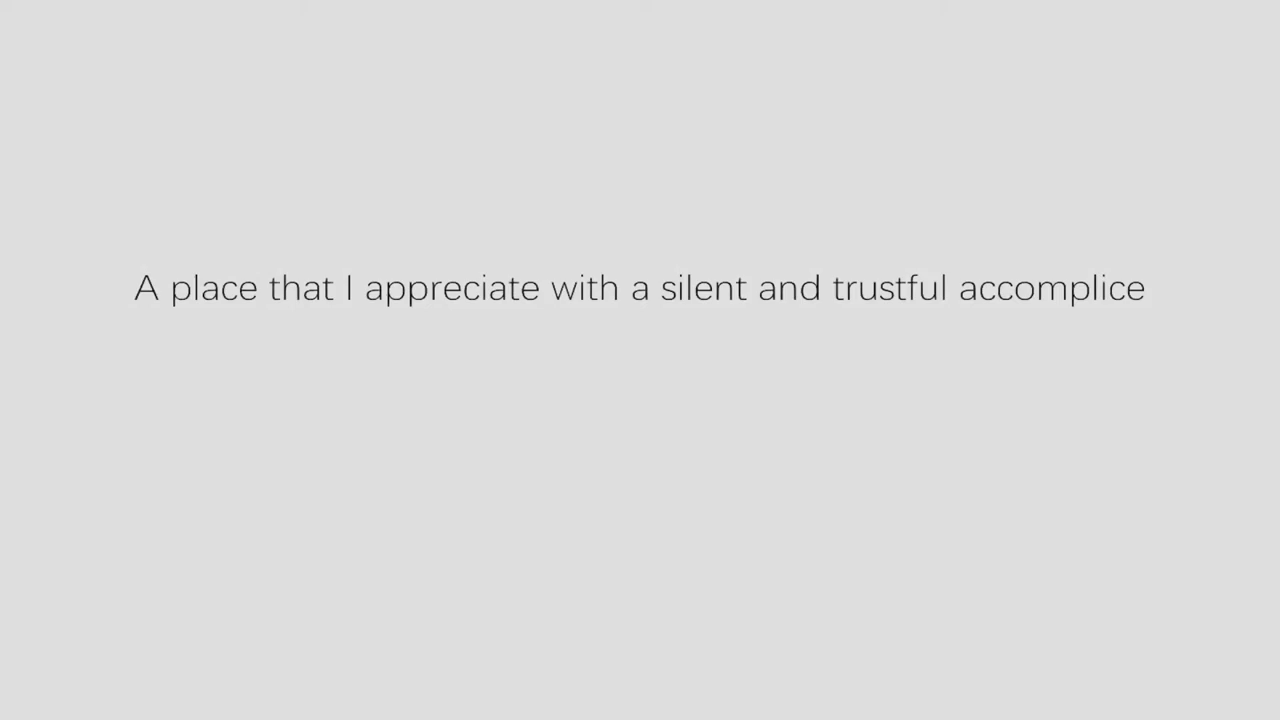 A place that I appreciate with a silent and trustful accomplice